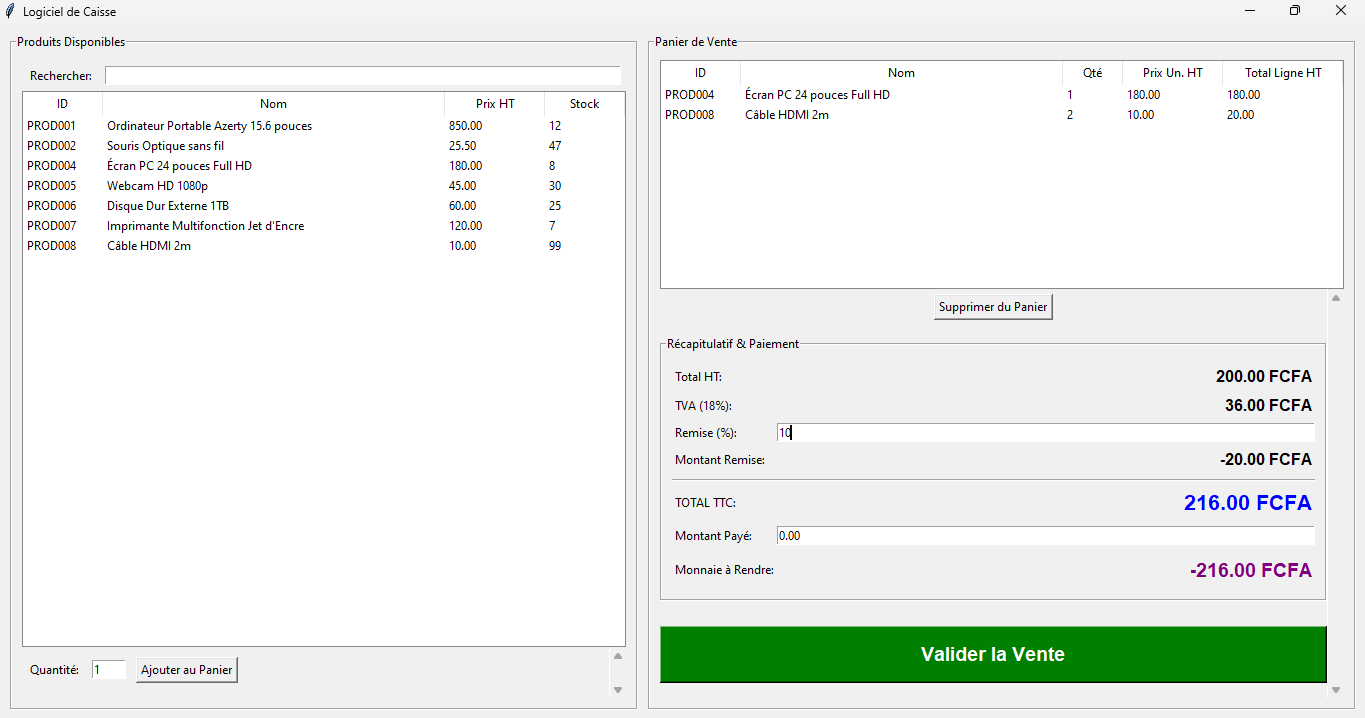 Logiciel de Caisse
Produits Disponibles
Rechercher:
ID Nom Prix HT Stock
PROD001 Ordinateur Portable Azerty 15.6 pouces 850.00 12
PROD002 Souris Optique sans fil 25.50 47
PROD004 Écran PC 24 pouces Full HD 180.00 8
PROD005 Webcam HD 1080p 45.00 30
PROD006 Disque Dur Externe 1TB 60.00 25
PROD007 Imprimante Multifonction Jet d'Encre 120.00 7
PROD008 Câble HDMI 2m 10.00 99
Quantité: 1 Ajouter au Panier
Panier de Vente
ID Nom Qté Prix Un. HT Total Ligne HT
PROD004 Écran PC 24 pouces Full HD 1 180.00 180.00
PROD008 Câble HDMI 2m 2 10.00 20.00
Supprimer du Panier
Récapitulatif & Paiement
Total HT: 200.00 FCFA
TVA (18%): 36.00 FCFA
Remise (%): 10
Montant Remise: -20.00 FCFA
TOTAL TTC: 216.00 FCFA
Montant Payé: 0.00
Monnaie à Rendre: -216.00 FCFA
Valider la Vente